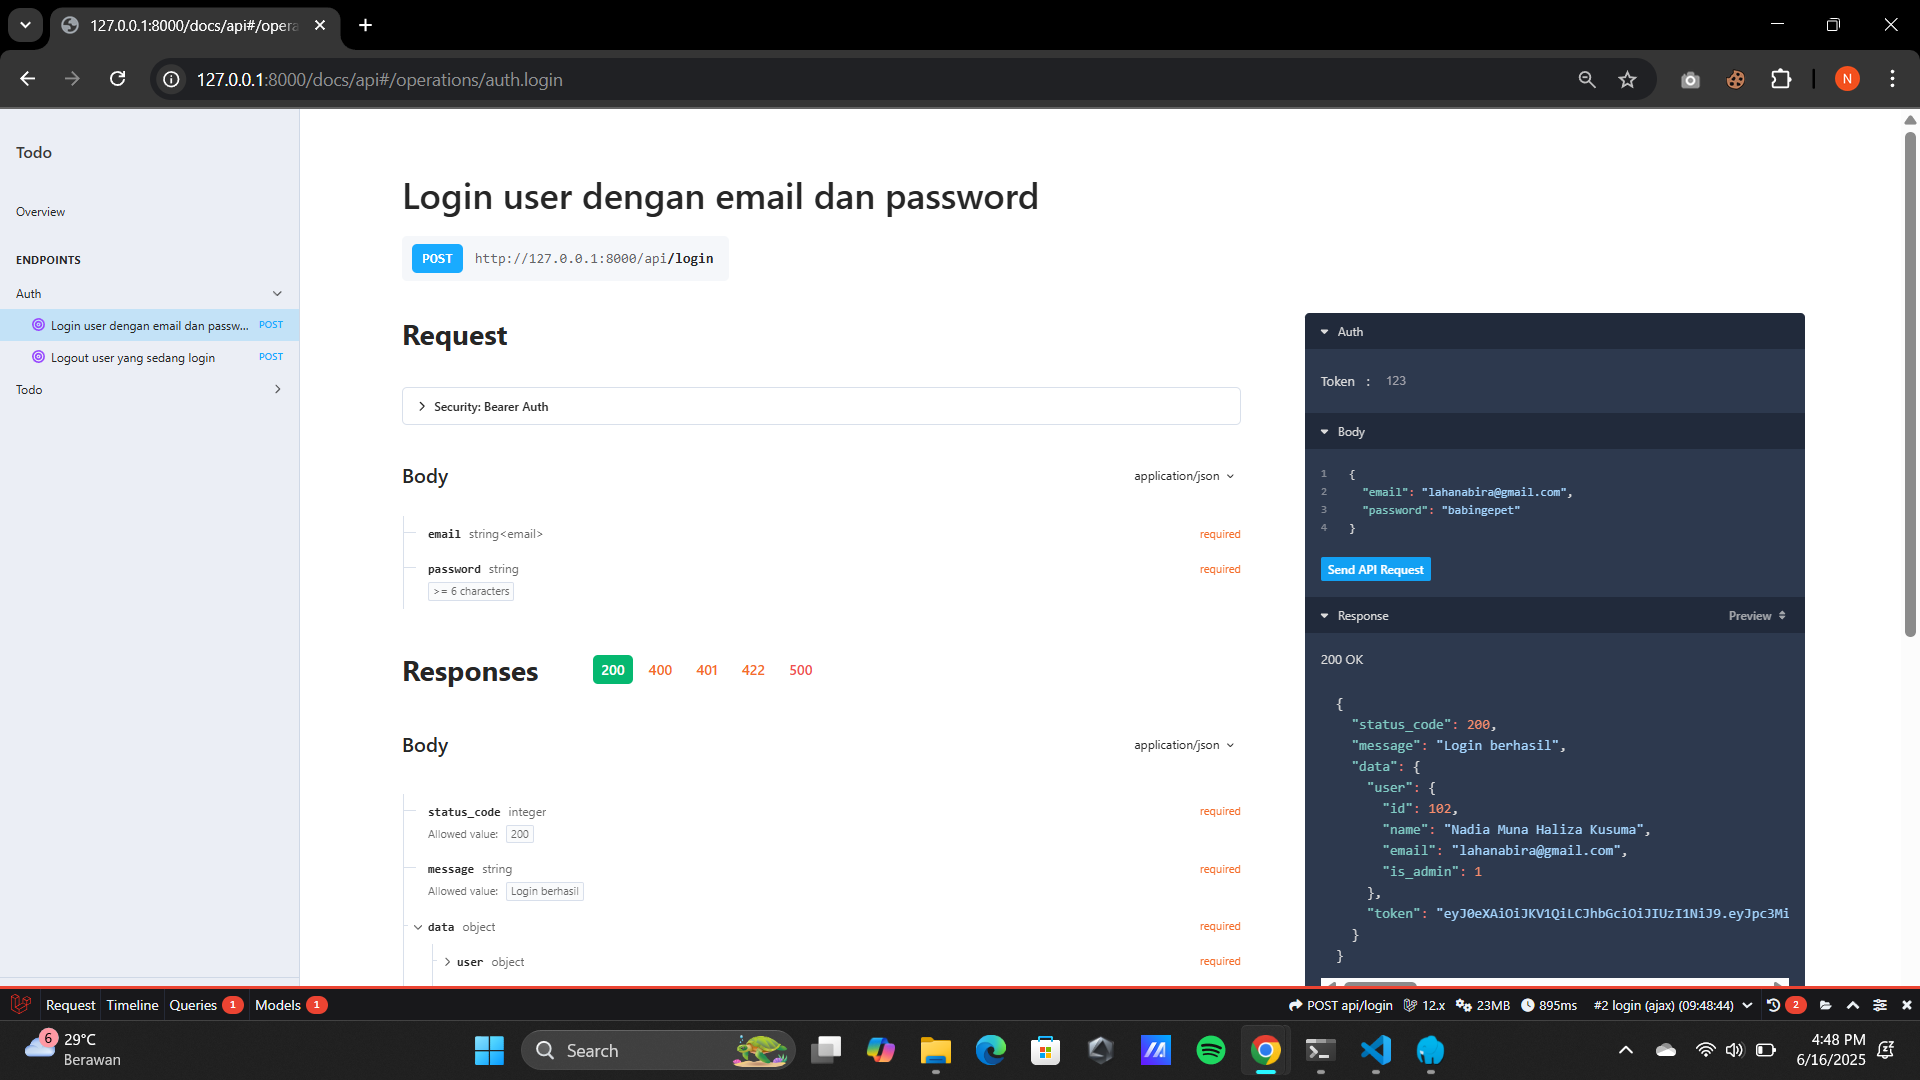 127.0.0.1:8000/docs/api#/opera
127.0.0.1:8000/docs/api#/operations/auth.login
N
Todo
Overview
ENDPOINTS
Auth
Login user dengan email dan passw... POST
Logout user yang sedang login POST
Todo
Login user dengan email dan password
POST http://127.0.0.1:8000/api/login
Request
Security: Bearer Auth
Body application/json
email string<email> required
password string required
>= 6 characters
Responses 200 400 401 422 500
Body application/json
status_code integer required
Allowed value: 200
message string required
Allowed value: Login berhasil
data object required
user object required
Auth
Token : 123
Body
1 {
2 "email": "lahanabira@gmail.com",
3 "password": "babingepet"
4 }
Send API Request
Response Preview
200 OK
{
"status_code": 200,
"message": "Login berhasil",
"data": {
"user": {
"id": 102,
"name": "Nadia Muna Haliza Kusuma",
"email": "lahanabira@gmail.com",
"is_admin": 1
},
"token": "eyJ0eXAiOiJKV1QiLCJhbGciOiJIUzI1NiJ9.eyJpc3Mi
}
}
Request Timeline Queries 1 Models 1 POST api/login 12.x 23MB 895ms #2 login (ajax) (09:48:44) 2
6 29°C
Berawan
Search
4:48 PM
6/16/2025